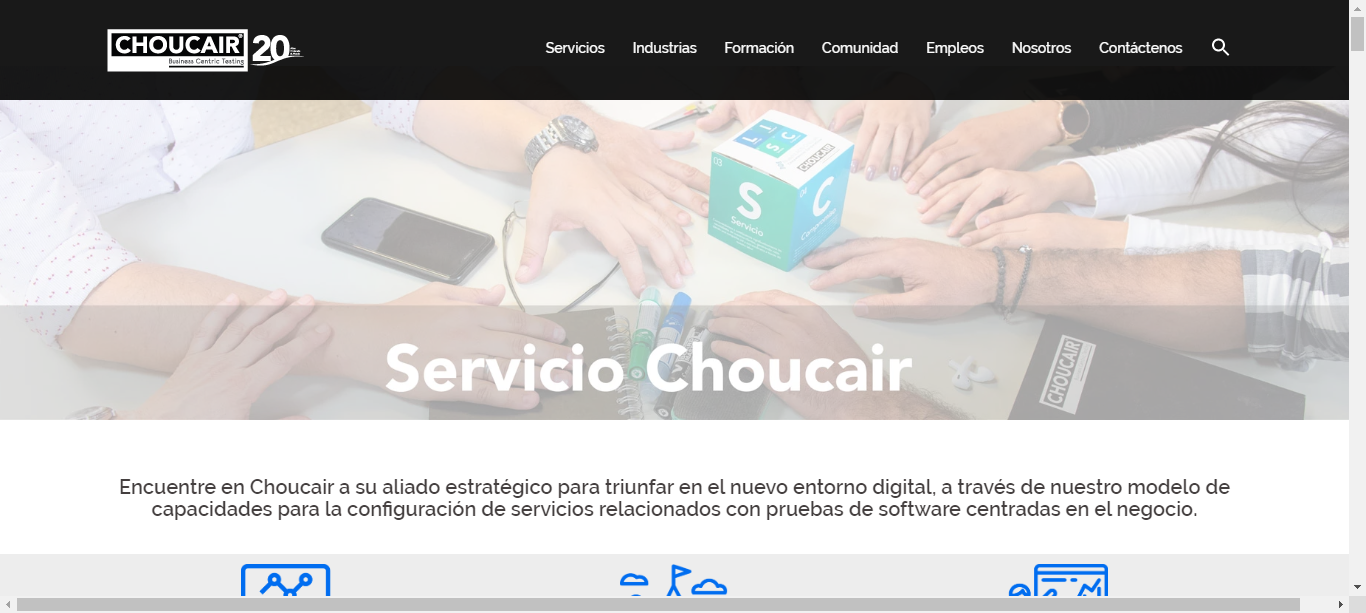 CHOUCAIR®
Business Centric Testing
20
Servicios
Industrias
Formación
Comunidad
Empleos
Nosotros
Contáctenos
L I
S C
CHOUCAIR
S
Servicio
C
CHOUCAIR
Servicio Choucair
Encuentre en Choucair a su aliado estratégico para triunfar en el nuevo entorno digital, a través de nuestro modelo de
capacidades para la configuración de servicios relacionados con pruebas de software centradas en el negocio.